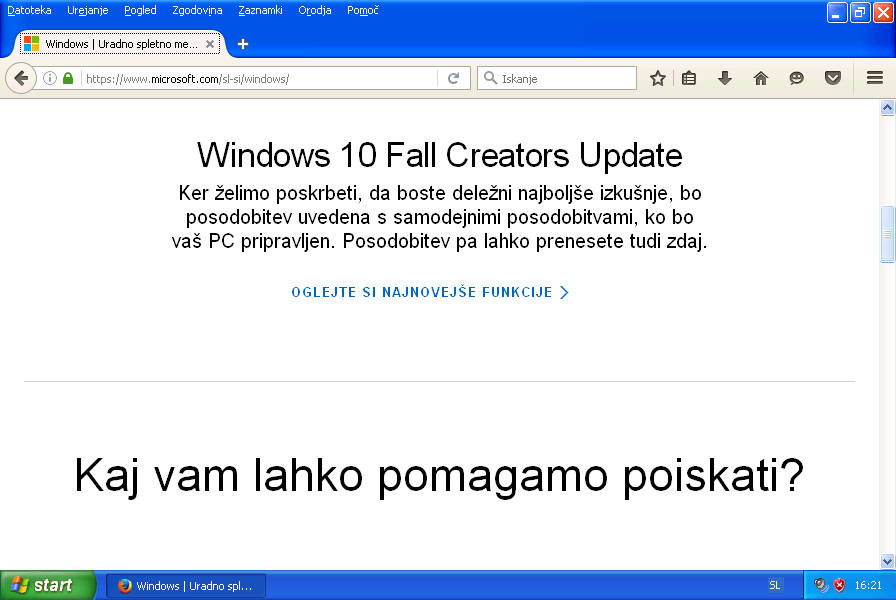 Datoteka Urejanje Pogled Zgodovina Zaznamki Orodja Pomoč
Windows | Uradno spletno me...
https://www.microsoft.com/sl-si/windows/
Iskanje
Windows 10 Fall Creators Update
Ker želimo poskrbeti, da boste deležni najboljše izkušnje, bo
posodobitev uvedena s samodejnimi posodobitvami, ko bo
vaš PC pripravljen. Posodobitev pa lahko prenesete tudi zdaj.
OGLEJTE SI NAJNOVEJŠE FUNKCIJE
Kaj vam lahko pomagamo poiskati?
start
Windows | Uradno spl...
SL
16:21